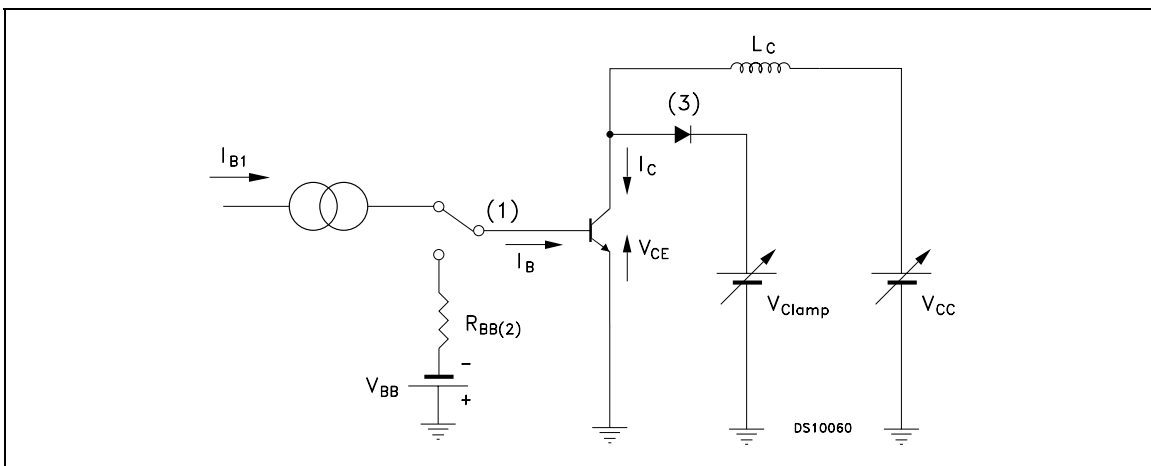 L C
(3)
I B1
I C
(1)
I B
V CE
R BB(2)
V Clamp
V CC
V BB
-
+
DS10060